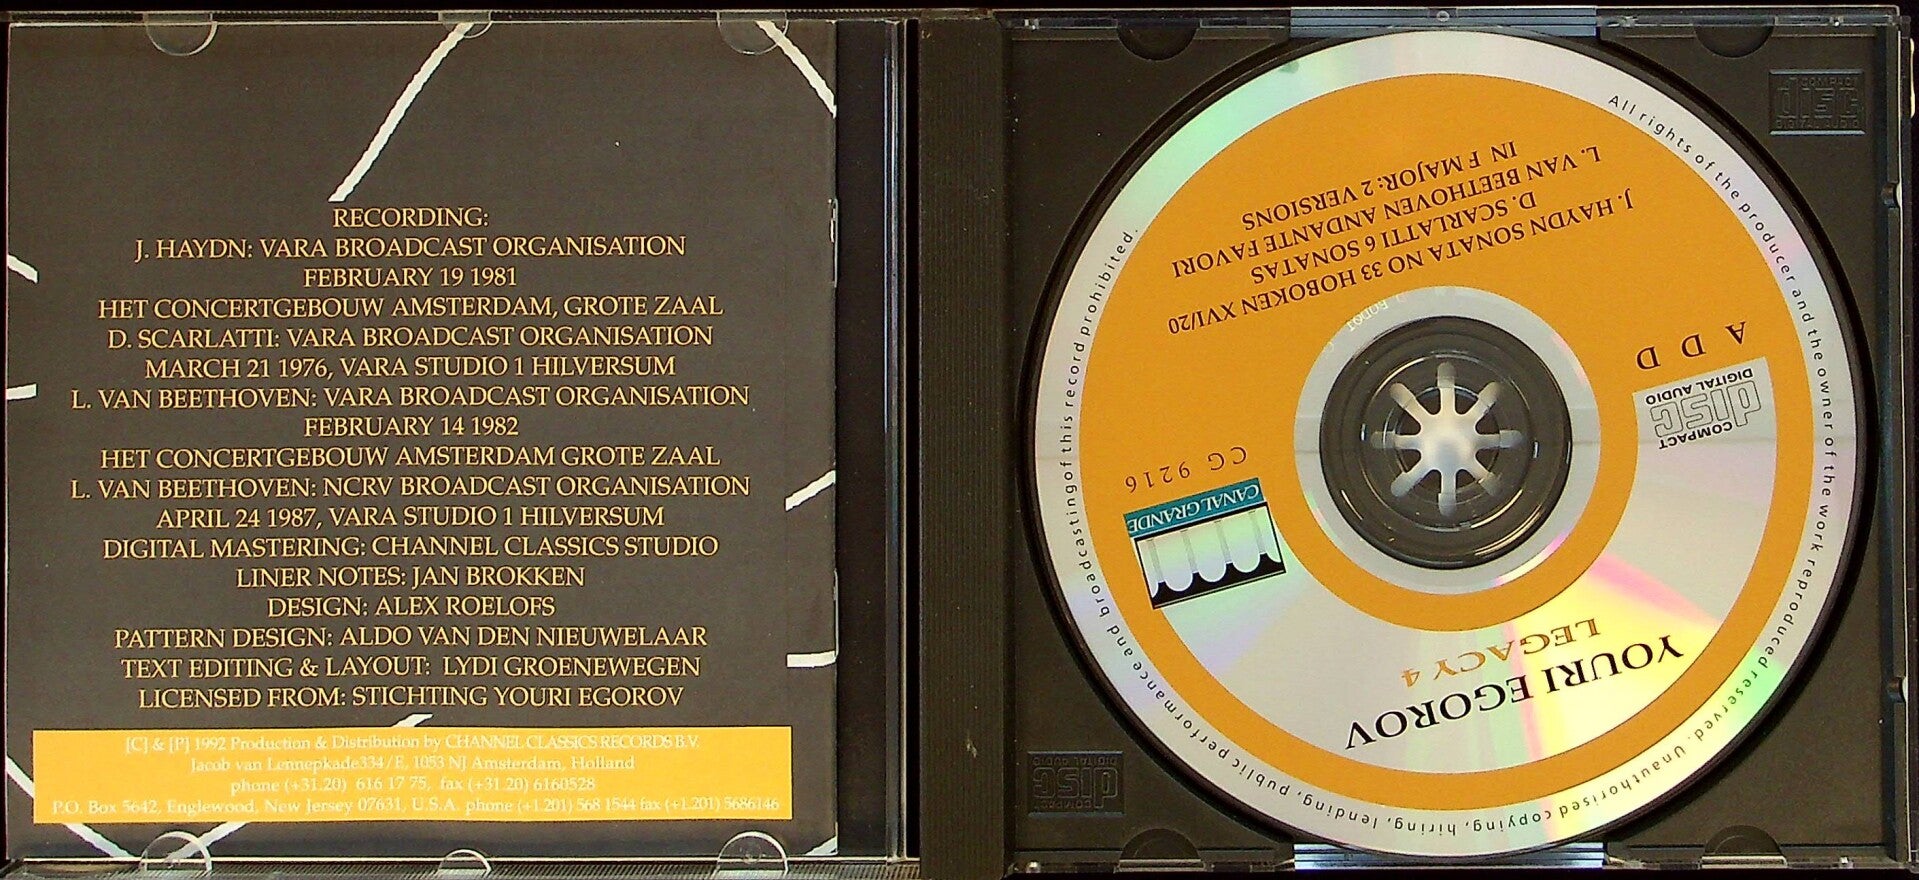 RECORDING:
J. HAYDN: VARA BROADCAST ORGANISATION
FEBRUARY 19 1981
HET CONCERTGEBOUW AMSTERDAM, GROTE ZAAL
D. SCARLATTI: VARA BROADCAST ORGANISATION
MARCH 21 1976, VARA STUDIO 1 HILVERSUM
L. VAN BEETHOVEN: VARA BROADCAST ORGANISATION
FEBRUARY 14 1982
HET CONCERTGEBOUW AMSTERDAM GROTE ZAAL
L. VAN BEETHOVEN: NCRV BROADCAST ORGANISATION
APRIL 24 1987, VARA STUDIO 1 HILVERSUM
DIGITAL MASTERING: CHANNEL CLASSICS STUDIO
LINER NOTES: JAN BROKKEN
DESIGN: ALEX ROELOFS
PATTERN DESIGN: ALDO VAN DEN NIEUWELAAR
TEXT EDITING & LAYOUT: LYDI GROENEWEGEN
LICENSED FROM: STICHTING YOURI EGOROV
[C] & [P] 1992 Production & Distribution by CHANNEL CLASSICS RECORDS B.V.
Jacob van Lennepkade334/E, 1053 NJ Amsterdam, Holland
phone (+31.20) 616 17 75, fax (+31.20) 6160528
P.O. Box 5642, Englewood, New Jersey 07631, U.S.A. phone (+1 201) 568 1544 fax (+1.201) 5686146
YOURI EGOROV
LEGACY 4
CANAL GRANDE
CG 9216
COMPACT
disc
DIGITAL AUDIO
ADD
J. HAYDN SONATA NO 33 HOBOKEN XVI/20
D. SCARLATTI 6 SONATAS
L. VAN BEETHOVEN ANDANTE FAVORI
IN F MAJOR: 2 VERSIONS
All rights of the producer and the owner of the work reproduced reserved. Unauthorised copying, hiring, lending, public performance and broadcasting of this record prohibited.
COMPACT
disc
DIGITAL AUDIO
COMPACT
disc
DIGITAL AUDIO